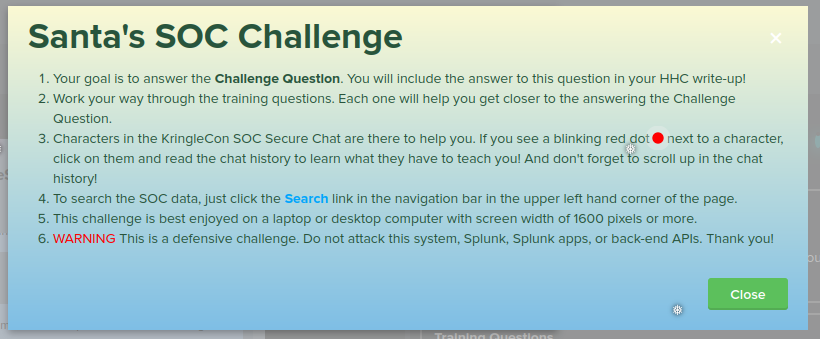 Santa's SOC Challenge
1. Your goal is to answer the Challenge Question. You will include the answer to this question in your HHC write-up!
2. Work your way through the training questions. Each one will help you get closer to the answering the Challenge
Question.
3. Characters in the KringleCon SOC Secure Chat are there to help you. If you see a blinking red dot next to a character,
click on them and read the chat history to learn what they have to teach you! And don't forget to scroll up in the chat
history!
4. To search the SOC data, just click the Search link in the navigation bar in the upper left hand corner of the page.
5. This challenge is best enjoyed on a laptop or desktop computer with screen width of 1600 pixels or more.
6. WARNING This is a defensive challenge. Do not attack this system, Splunk, Splunk apps, or back-end APIs. Thank you!
Close
Training Questions